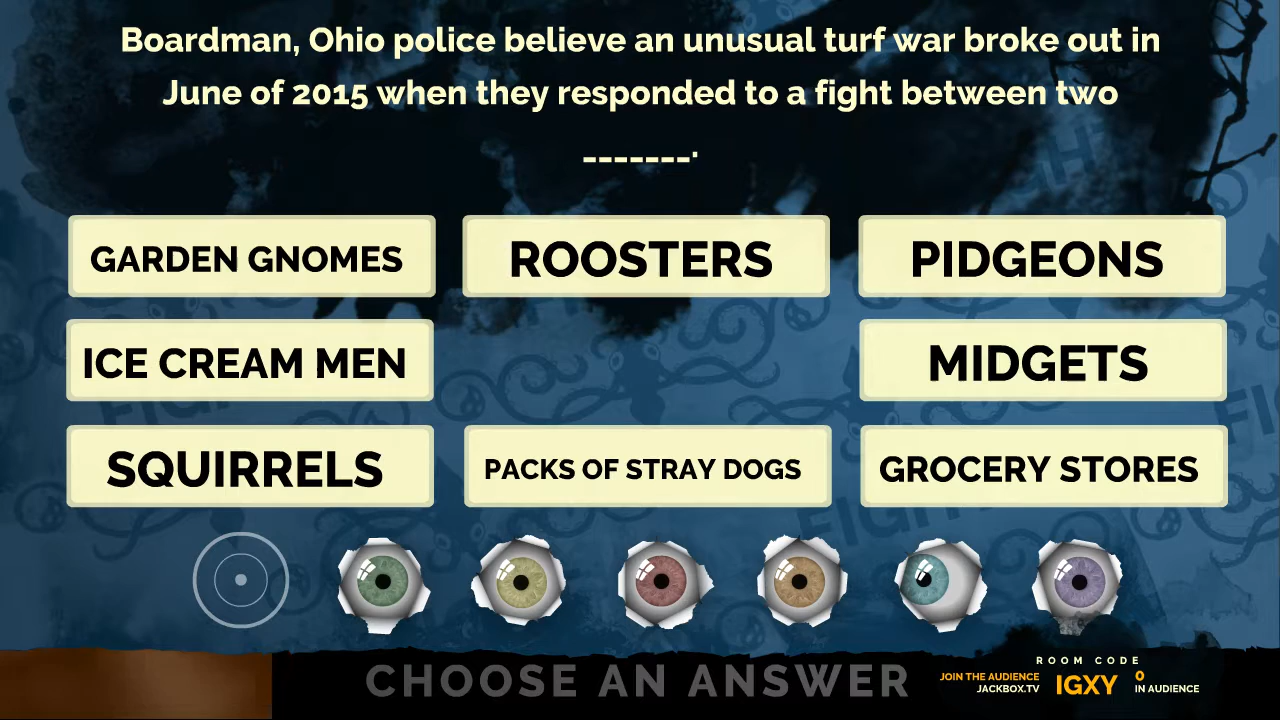 Boardman, Ohio police believe an unusual turf war broke out in
June of 2015 when they responded to a fight between two
_______.
GARDEN GNOMES
ROOSTERS
PIDGEONS
ICE CREAM MEN
MIDGETS
SQUIRRELS
PACKS OF STRAY DOGS
GROCERY STORES
CHOOSE AN ANSWER
ROOM CODE
JOIN THE AUDIENCE
JACKBOX.TV
IGXY
0
IN AUDIENCE